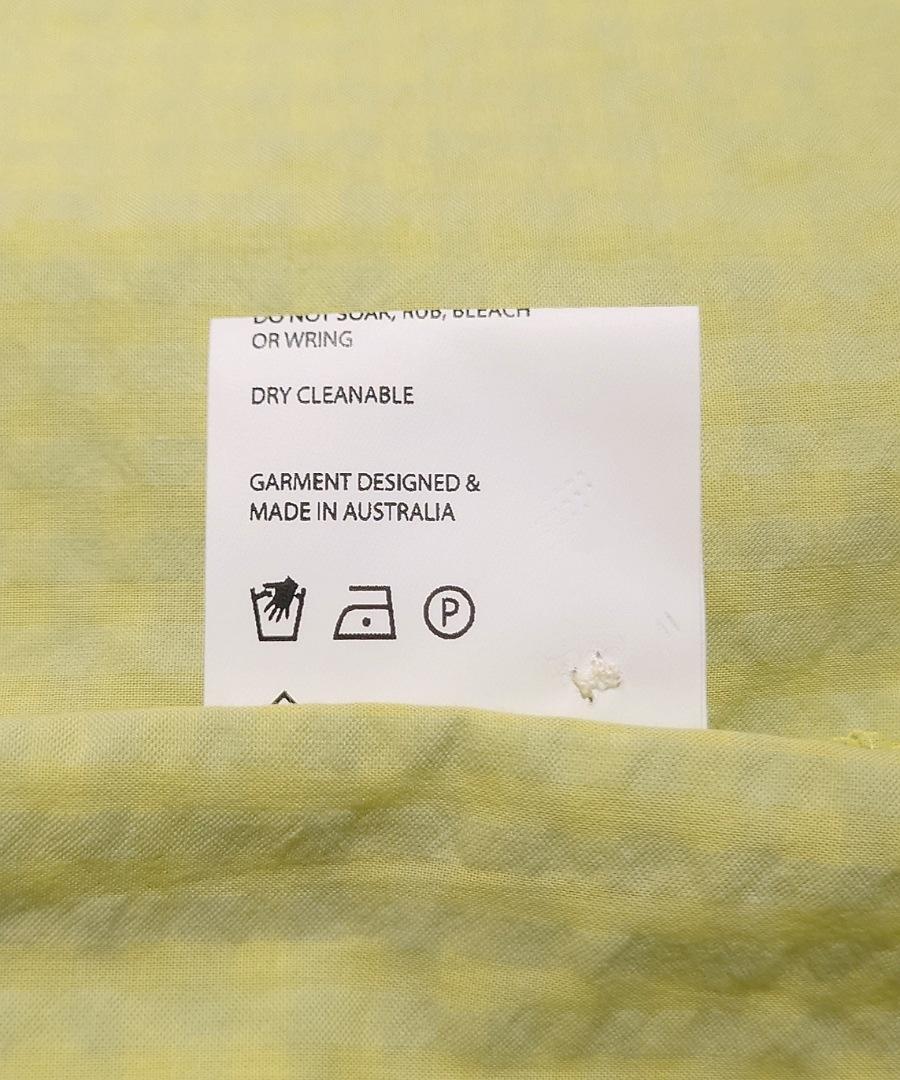 DO NOT SOAK, RUB, BLEACH
OR WRING
DRY CLEANABLE
GARMENT DESIGNED &
MADE IN AUSTRALIA
P